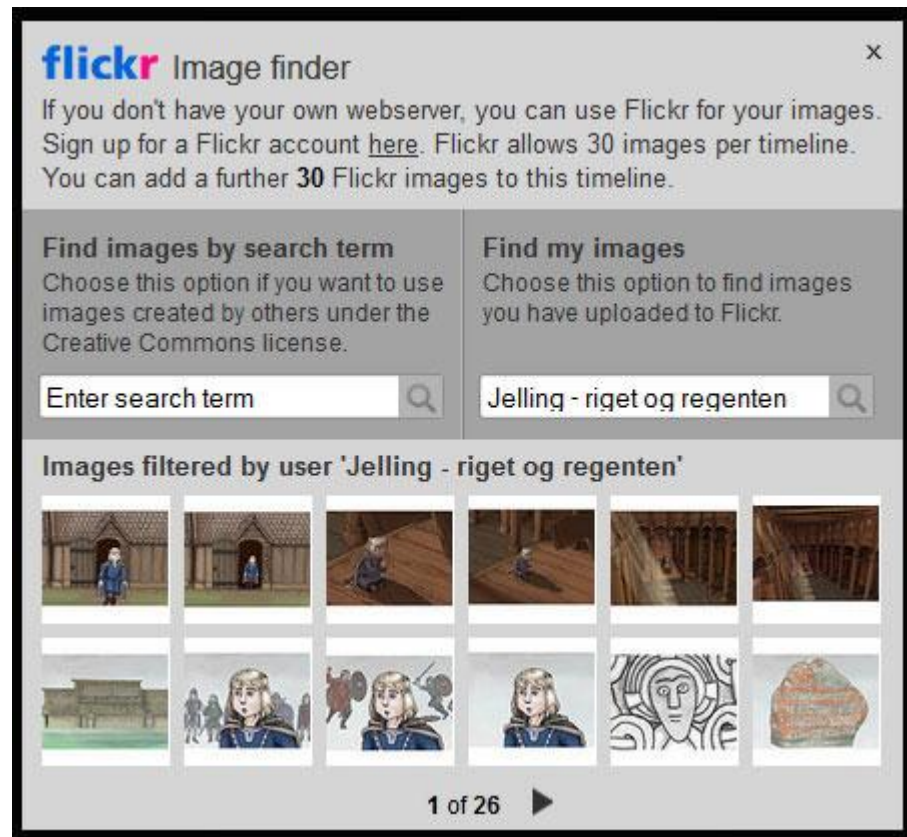 flickr Image finder
x
If you don't have your own webserver, you can use Flickr for your images.
Sign up for a Flickr account here. Flickr allows 30 images per timeline.
You can add a further 30 Flickr images to this timeline.
Find images by search term
Choose this option if you want to use
images created by others under the
Creative Commons license.
Enter search term
Find my images
Choose this option to find images
you have uploaded to Flickr.
Jelling - riget og regenten
Images filtered by user 'Jelling - riget og regenten'
1 of 26